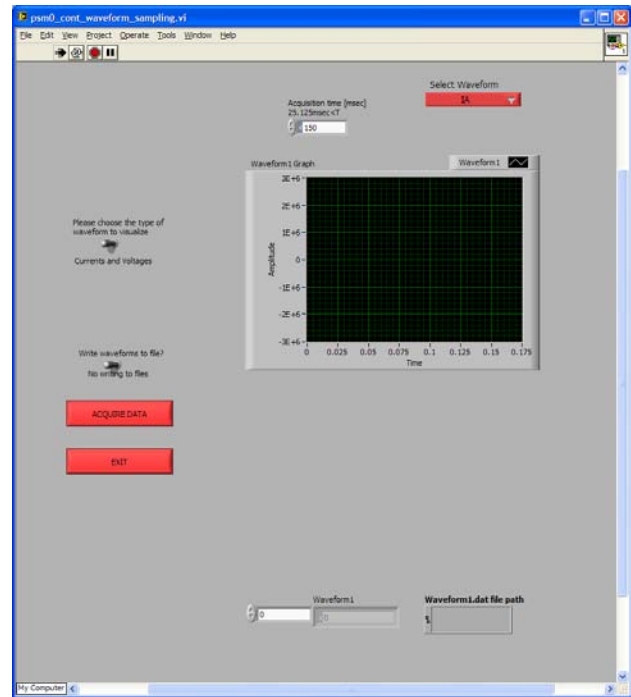 psm0_cont_waveform_sampling.vi
File Edit View Project Operate Tools Window Help
Select Waveform
IA
Acquisition time [msec]
25.125msec<T
150
Waveform1 Graph
Waveform1
3E+6
2E+6
1E+6
0
-1E+6
-2E+6
-3E+6
Amplitude
0 0.025 0.05 0.075 0.1 0.125 0.15 0.175
Time
Please choose the type of
waveform to visualize
Currents and Voltages
Write waveforms to file?
No writing to files
ACQUIRE DATA
EXIT
Waveform1
0
0
Waveform1.dat file path
My Computer